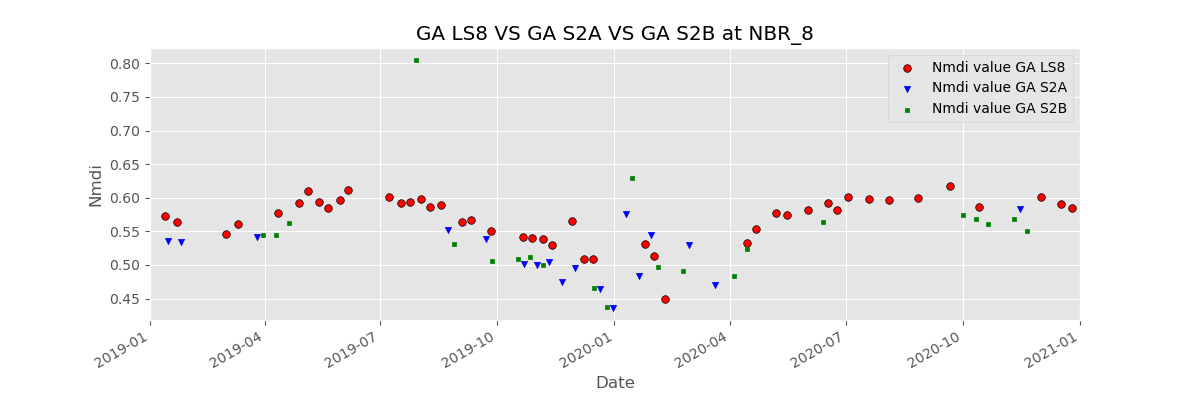 GA LS8 VS GA S2A VS GA S2B at NBR_8
Nmdi value GA LS8
Nmdi value GA S2A
Nmdi value GA S2B
0.80
0.75
0.70
0.65
0.60
0.55
0.50
0.45
Nmdi
2019-01
2019-04
2019-07
2019-10
2020-01
2020-04
2020-07
2020-10
2021-01
Date